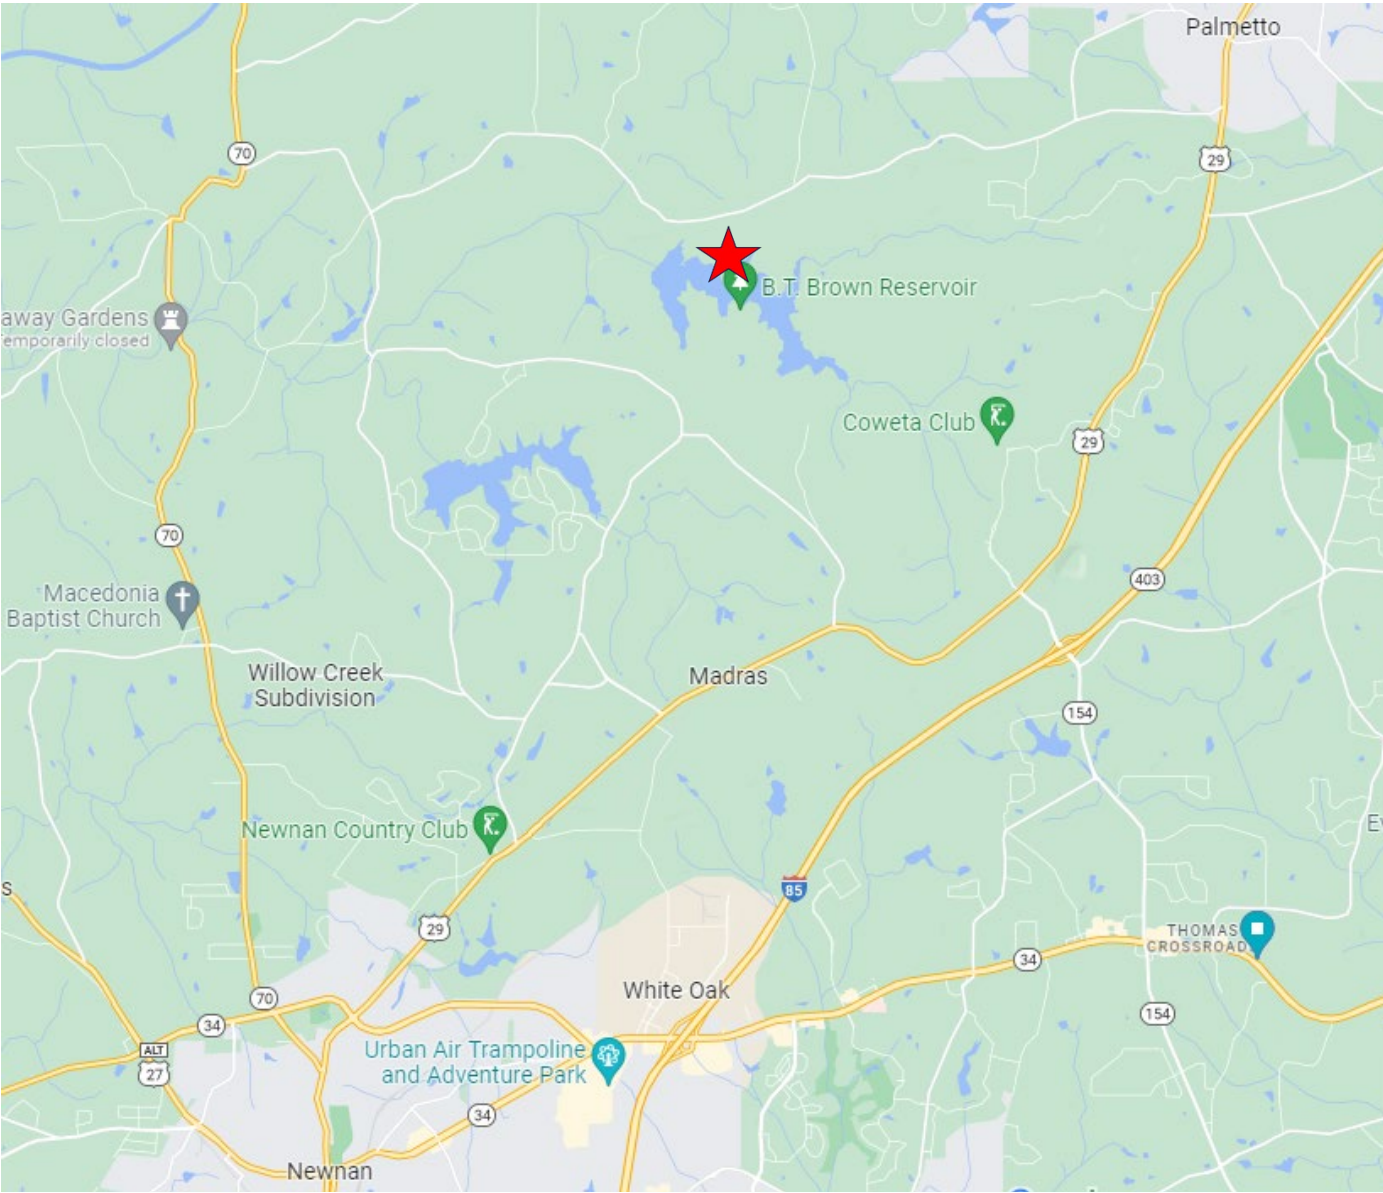 Palmetto
70
29
B.T. Brown Reservoir
away Gardens
emporarily closed
Coweta Club
29
70
403
Macedonia
Baptist Church
Willow Creek
Subdivision
Madras
154
Newnan Country Club
85
s
29
THOMAS
CROSSROADS
34
White Oak
70
34
154
ALT
27
Urban Air Trampoline
and Adventure Park
34
Newnan